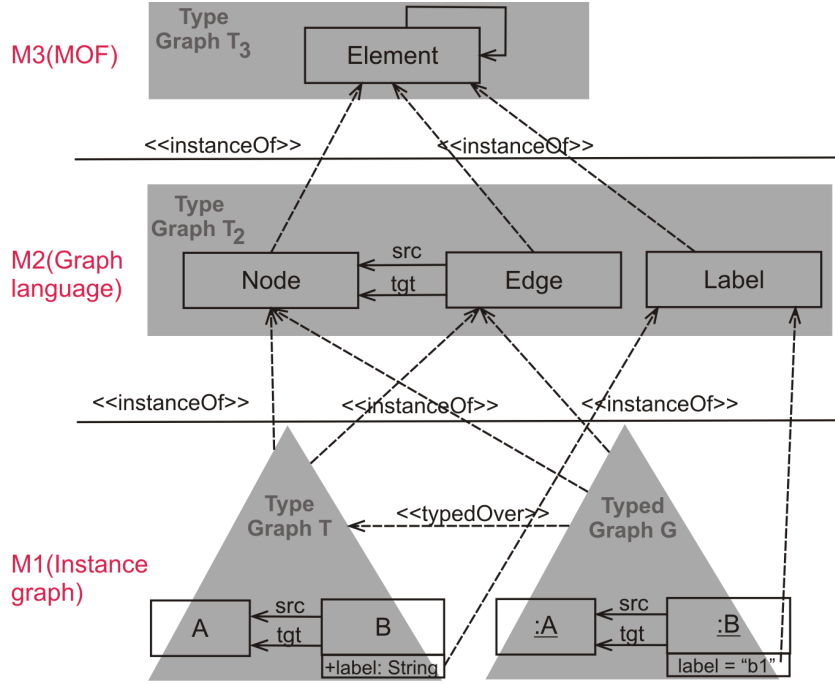 Type
Graph T3
M3(MOF)
Element
<<instanceOf>>
<<instanceOf>>
Type
Graph T2
M2(Graph
language)
src
tgt
Node
Edge
Label
<<instanceOf>>
<<instanceOf>>
<<instanceOf>>
Type
Graph T
<<typedOver>>
Typed
Graph G
M1(Instance
graph)
A
src
tgt
B
+label: String
:A
src
tgt
:B
label = “b1”